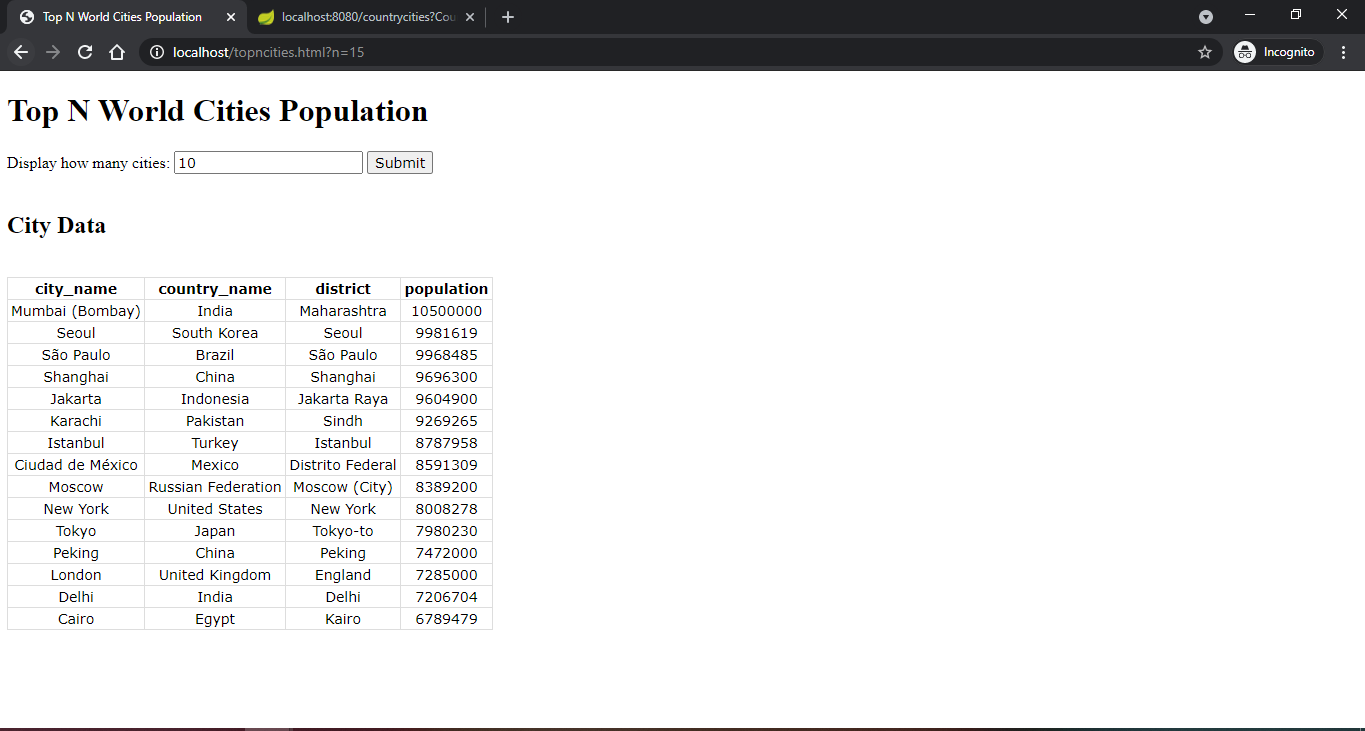 Top N World Cities Population
localhost:8080/countrycities?Cou
localhost/topncities.html?n=15
Incognito
Top N World Cities Population
Display how many cities: 10 Submit
City Data
city_name country_name district population
Mumbai (Bombay) India Maharashtra 10500000
Seoul South Korea Seoul 9981619
São Paulo Brazil São Paulo 9968485
Shanghai China Shanghai 9696300
Jakarta Indonesia Jakarta Raya 9604900
Karachi Pakistan Sindh 9269265
Istanbul Turkey Istanbul 8787958
Ciudad de México Mexico Distrito Federal 8591309
Moscow Russian Federation Moscow (City) 8389200
New York United States New York 8008278
Tokyo Japan Tokyo-to 7980230
Peking China Peking 7472000
London United Kingdom England 7285000
Delhi India Delhi 7206704
Cairo Egypt Kairo 6789479